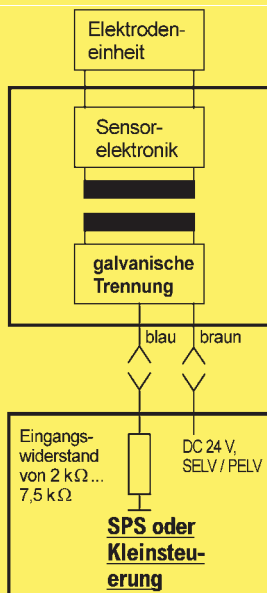 Elektroden-
einheit
Sensor-
elektronik
galvanische
Trennung
blau
braun
Eingangs-
widerstand
von 2 kΩ...
7,5 kΩ
DC 24 V,
SELV / PELV
SPS oder
Kleinsteu-
erung